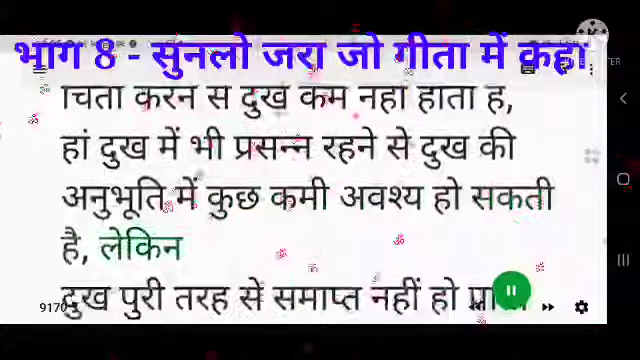 भाग 8 - सुनलो जरा जो गीता में कहा
चिंता करने से दुख कम नहीं होता है,
हां दुख में भी प्रसन्न रहने से दुख की
अनुभूति में कुछ कमी अवश्य हो सकती
है, लेकिन
दुख पुरी तरह से समाप्त नहीं हो
9170